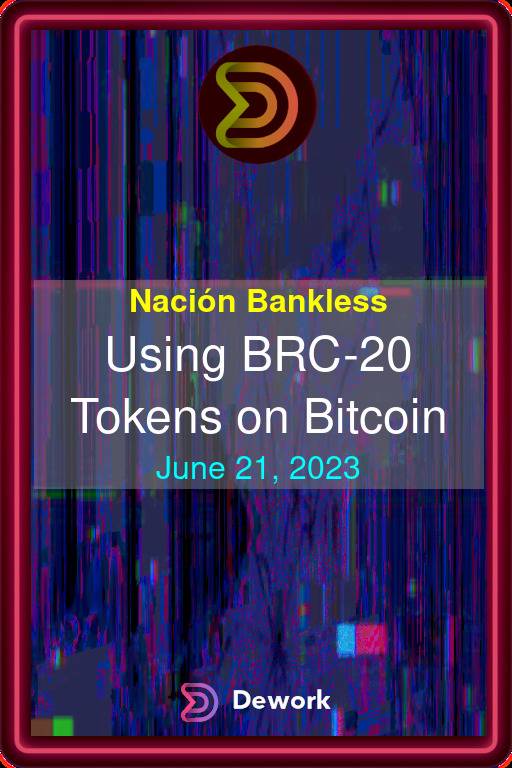 Nación Bankless
Using BRC-20
Tokens on Bitcoin
June 21, 2023
Dework